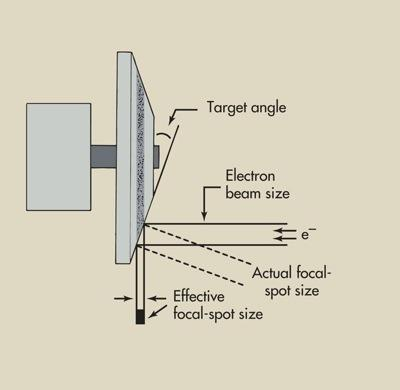 Target angle
Electron
beam size
e⁻
Actual focal-
spot size
Effective
focal-spot size